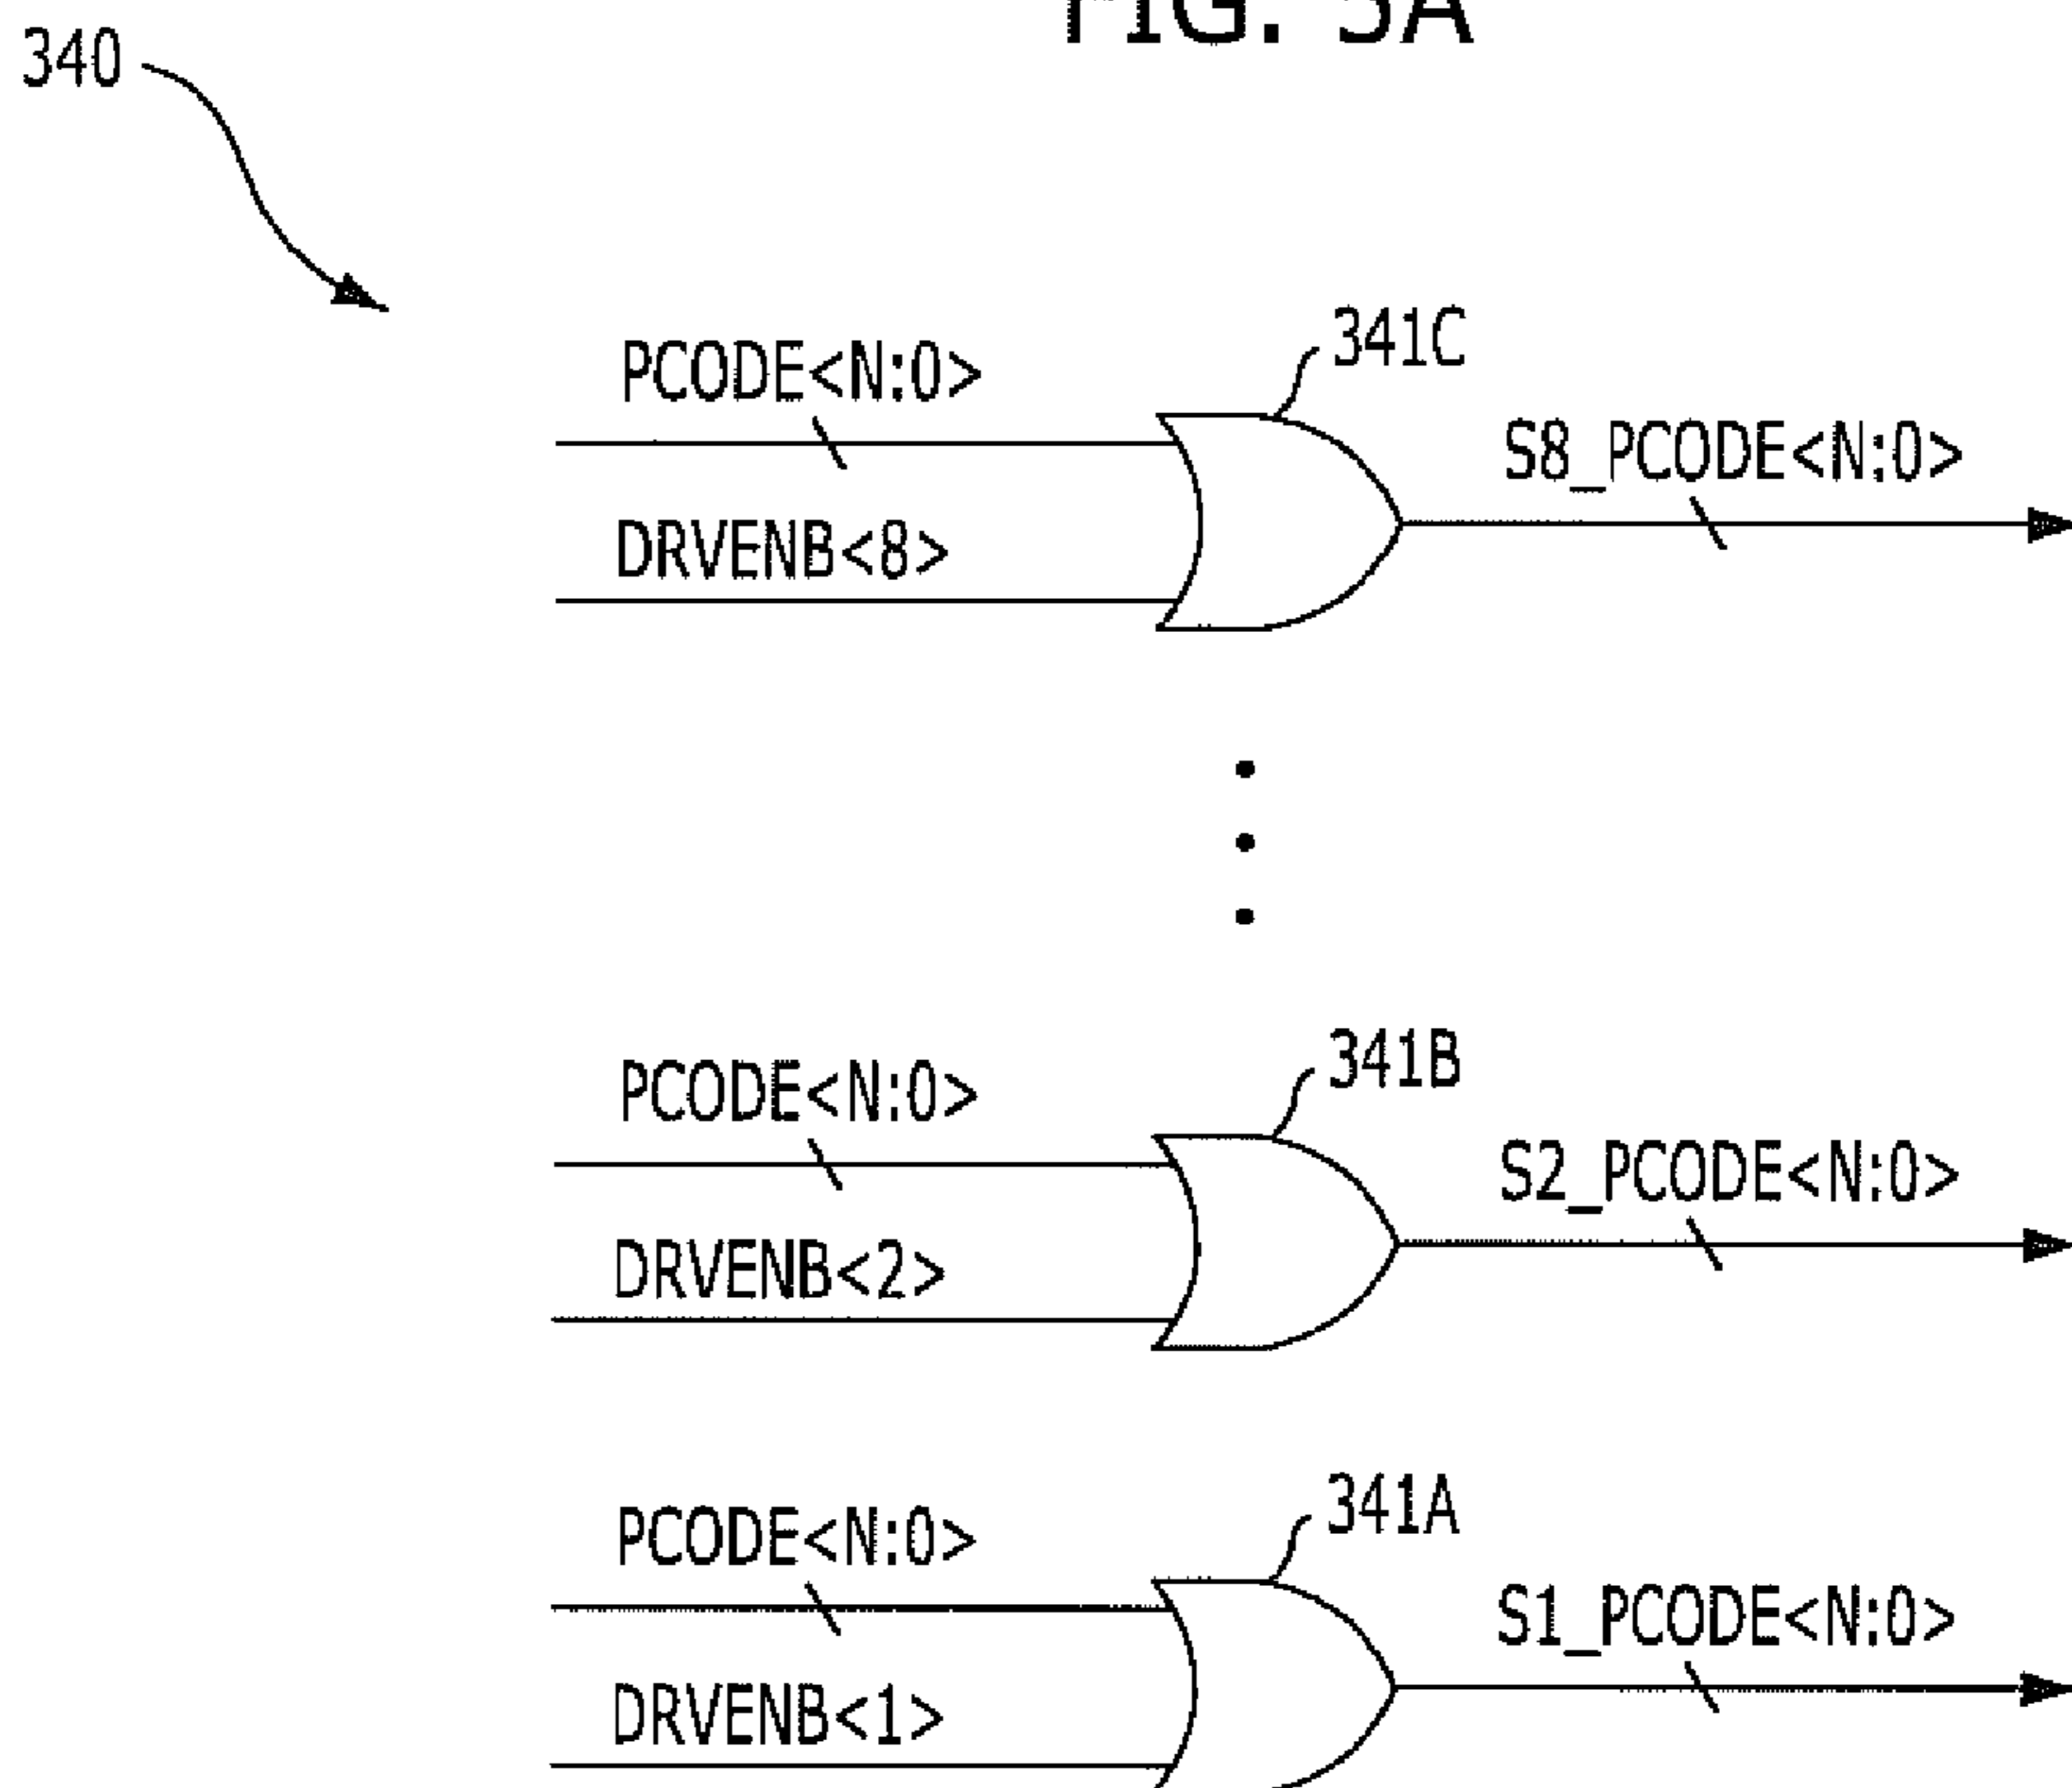 FIG. 5A
340
PCODE<N:0>
341C
S8_PCODE<N:0>
DRVENB<8>
PCODE<N:0>
341B
S2_PCODE<N:0>
DRVENB<2>
PCODE<N:0>
341A
S1_PCODE<N:0>
DRVENB<1>